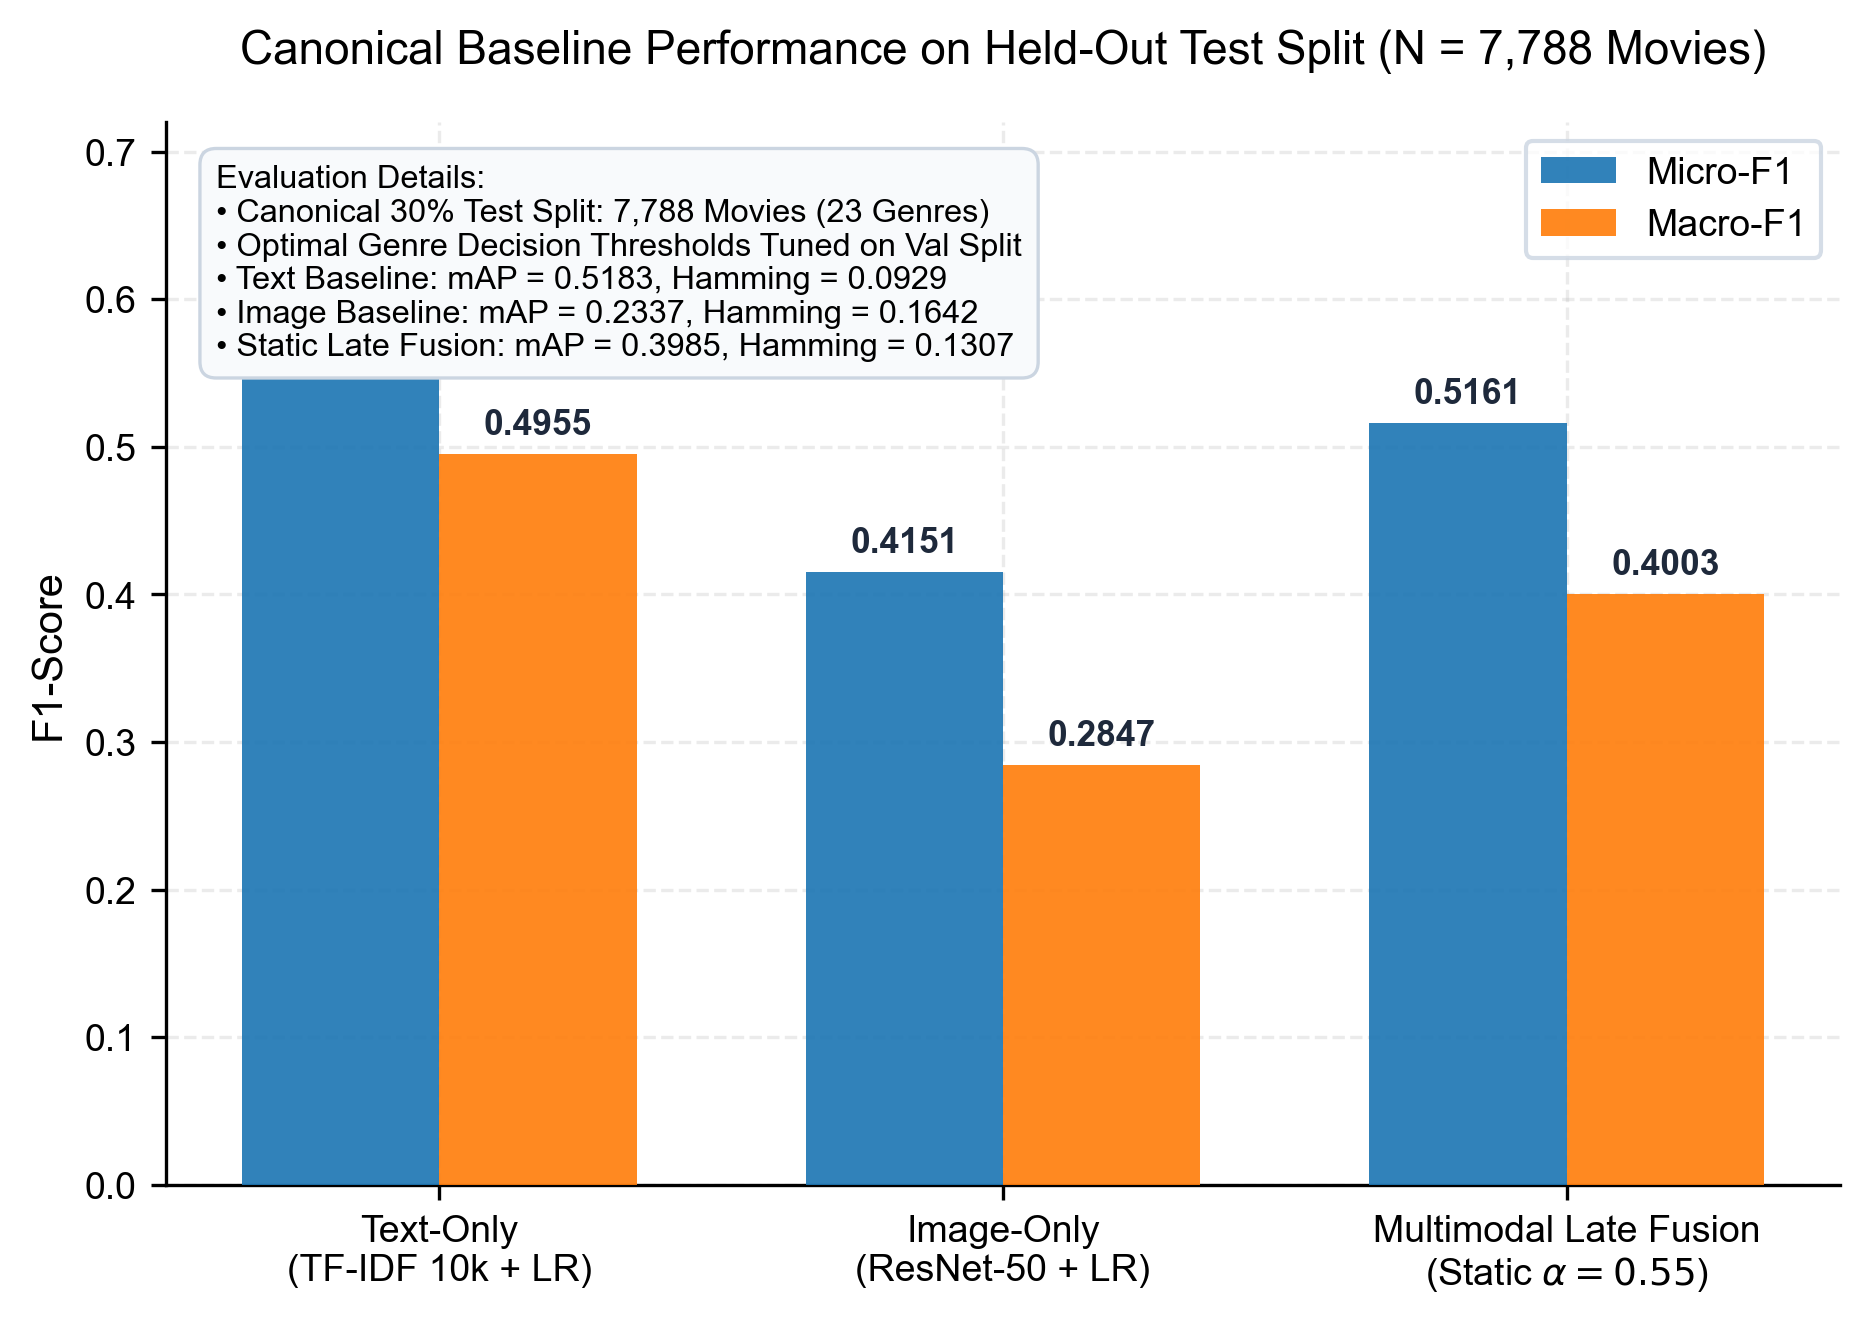 Canonical Baseline Performance on Held-Out Test Split (N = 7,788 Movies)
Evaluation Details:
• Canonical 30% Test Split: 7,788 Movies (23 Genres)
• Optimal Genre Decision Thresholds Tuned on Val Split
• Text Baseline: mAP = 0.5183, Hamming = 0.0929
• Image Baseline: mAP = 0.2337, Hamming = 0.1642
• Static Late Fusion: mAP = 0.3985, Hamming = 0.1307
Micro-F1
Macro-F1
F1-Score
0.7
0.6
0.5
0.4
0.3
0.2
0.1
0.0
0.4955
0.4151
0.2847
0.5161
0.4003
Text-Only
(TF-IDF 10k + LR)
Image-Only
(ResNet-50 + LR)
Multimodal Late Fusion
(Static α = 0.55)